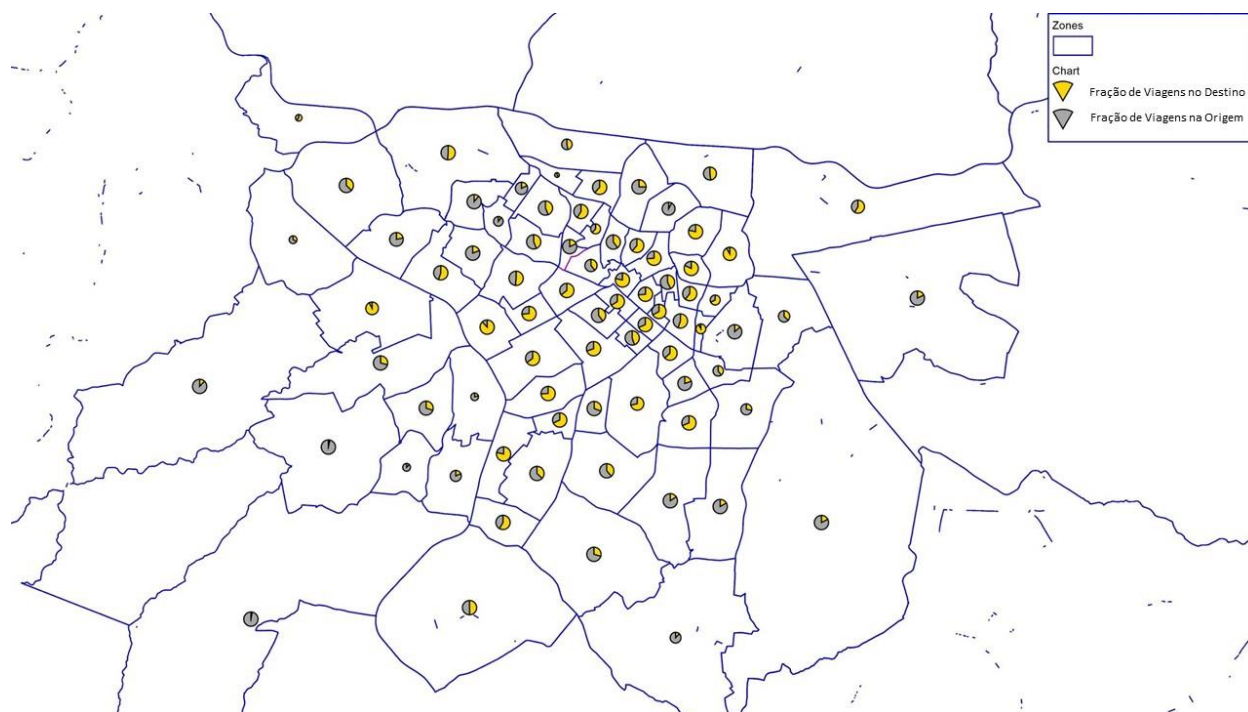 Zones
Chart
Fração de Viagens no Destino
Fração de Viagens na Origem